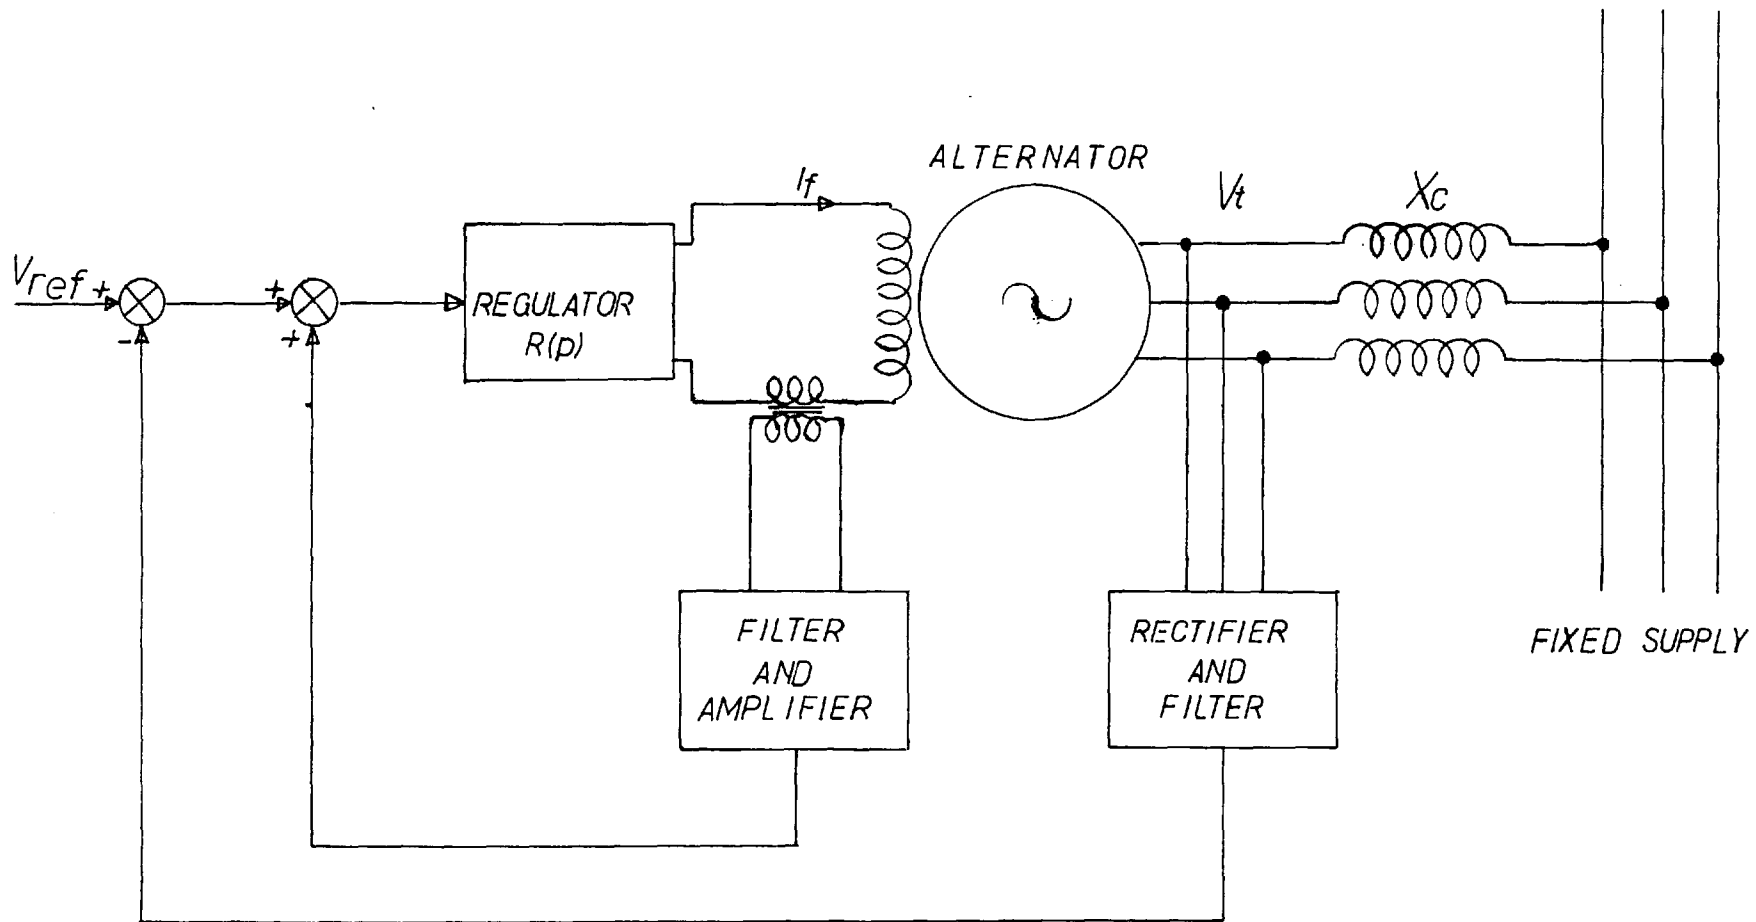 ALTERNATOR
If
Vt
Xc
Vref
+
-
+
+
REGULATOR
R(p)
FILTER
AND
AMPLIFIER
RECTIFIER
AND
FILTER
FIXED SUPPLY